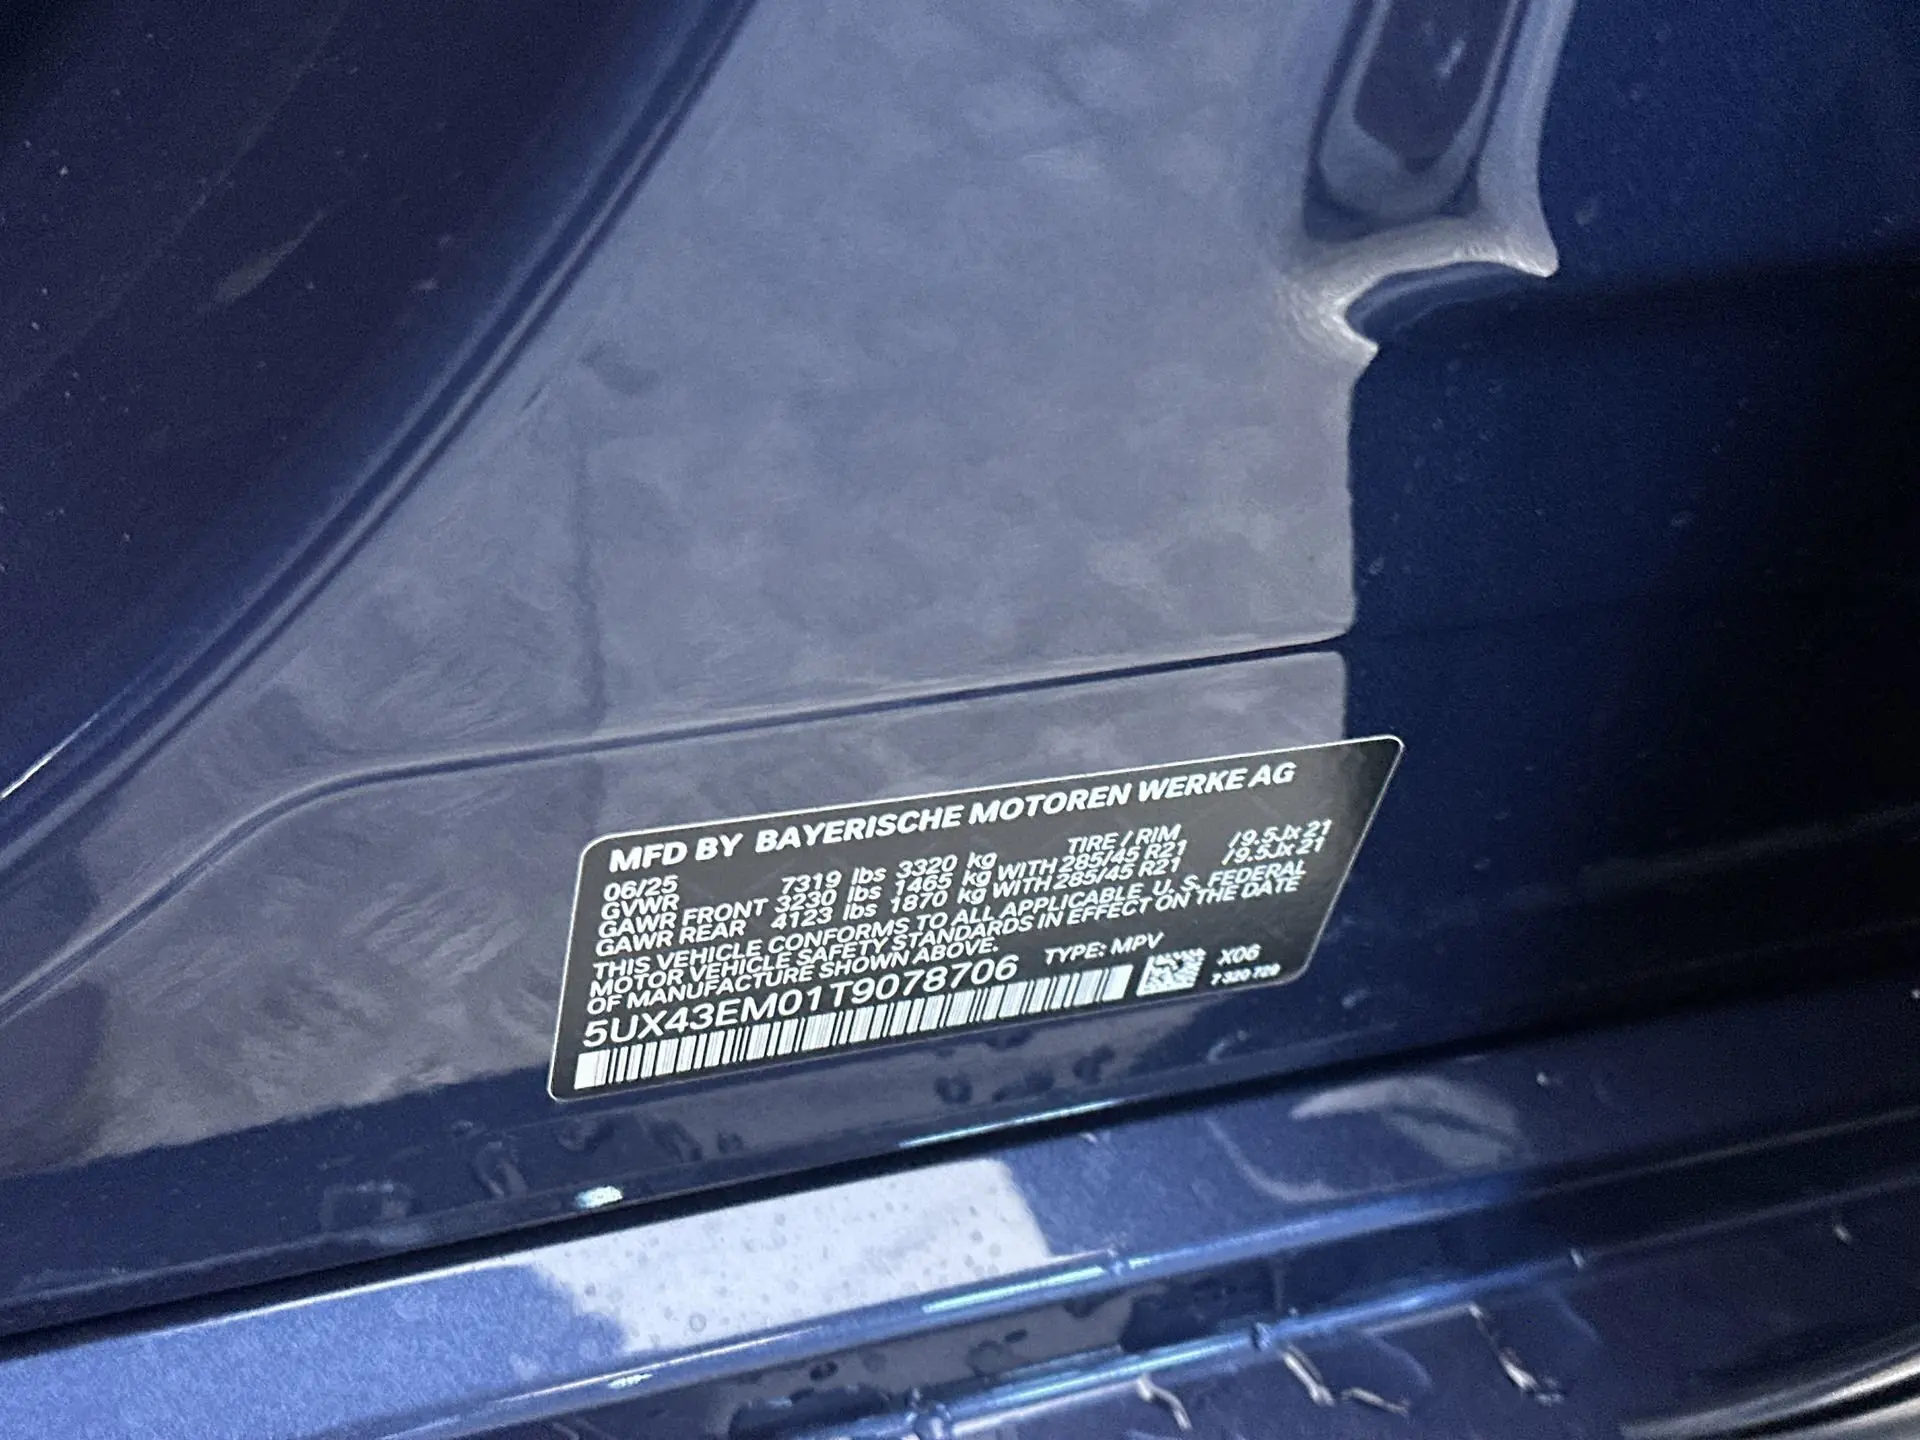 MFD BY BAYERISCHE MOTOREN WERKE AG
06/25 TIRE / RIM
GVWR 7319 lbs 3320 kg
GAWR FRONT 3230 lbs 1465 kg WITH 285/45 R21 /9.5Jx21
GAWR REAR 4123 lbs 1870 kg WITH 285/45 R21 /9.5Jx21
THIS VEHICLE CONFORMS TO ALL APPLICABLE U. S. FEDERAL
MOTOR VEHICLE SAFETY STANDARDS IN EFFECT ON THE DATE
OF MANUFACTURE SHOWN ABOVE.
5UX43EM01T9078706 TYPE: MPV X06
7 320 729